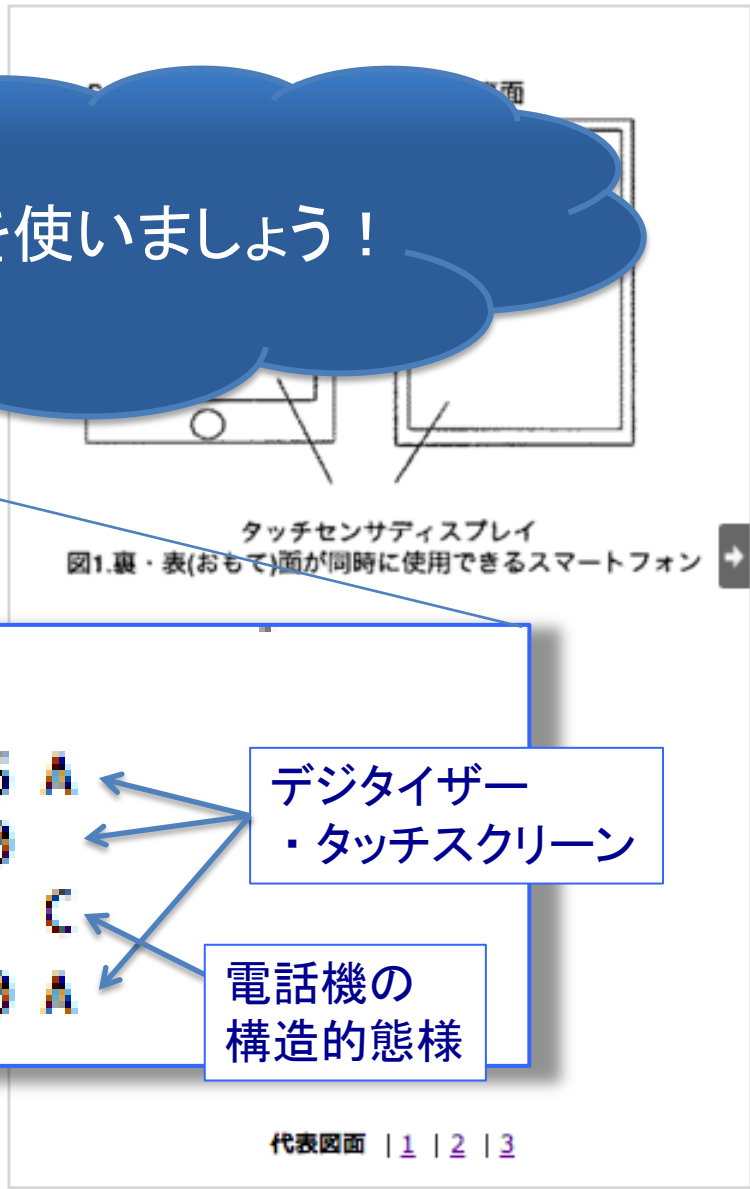 面
を使いましょう！
タッチセンサディスプレイ
図1.裏・表(おもて)面が同時に使用できるスマートフォン
A
デジタイザー
・タッチスクリーン
C
A
電話機の
構造的態様
代表図面 | 1 | 2 | 3